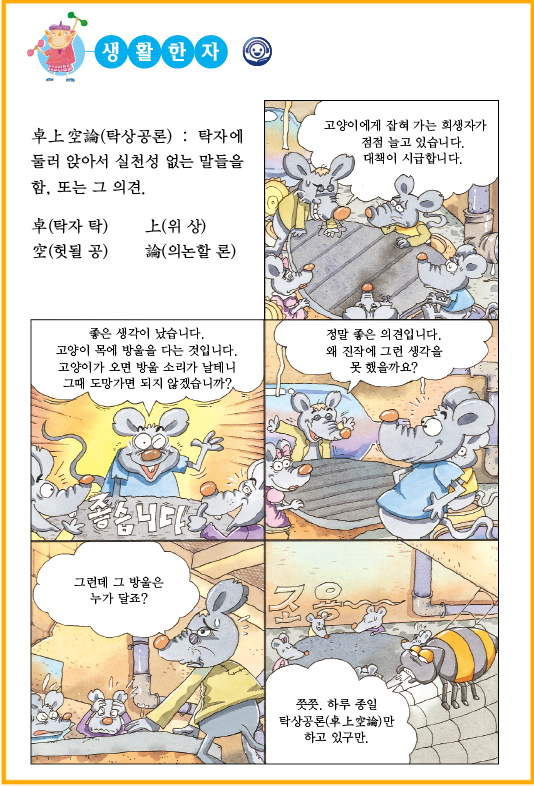 생활한자
卓上空論(탁상공론) : 탁자에
둘러 앉아서 실천성 없는 말들을
함, 또는 그 의견.
卓(탁자 탁) 上(위 상)
空(헛될 공) 論(의논할 론)
고양이에게 잡혀 가는 희생자가
점점 늘고 있습니다.
대책이 시급합니다.
좋은 생각이 났습니다.
고양이 목에 방울을 다는 것입니다.
고양이가 오면 방울 소리가 날테니
그때 도망가면 되지 않겠습니까?
좋습니다
정말 좋은 의견입니다.
왜 진작에 그런 생각을
못 했을까요?
그런데 그 방울은
누가 달죠?
조용~
쯧쯧. 하루 종일
탁상공론(卓上空論)만
하고 있구만.